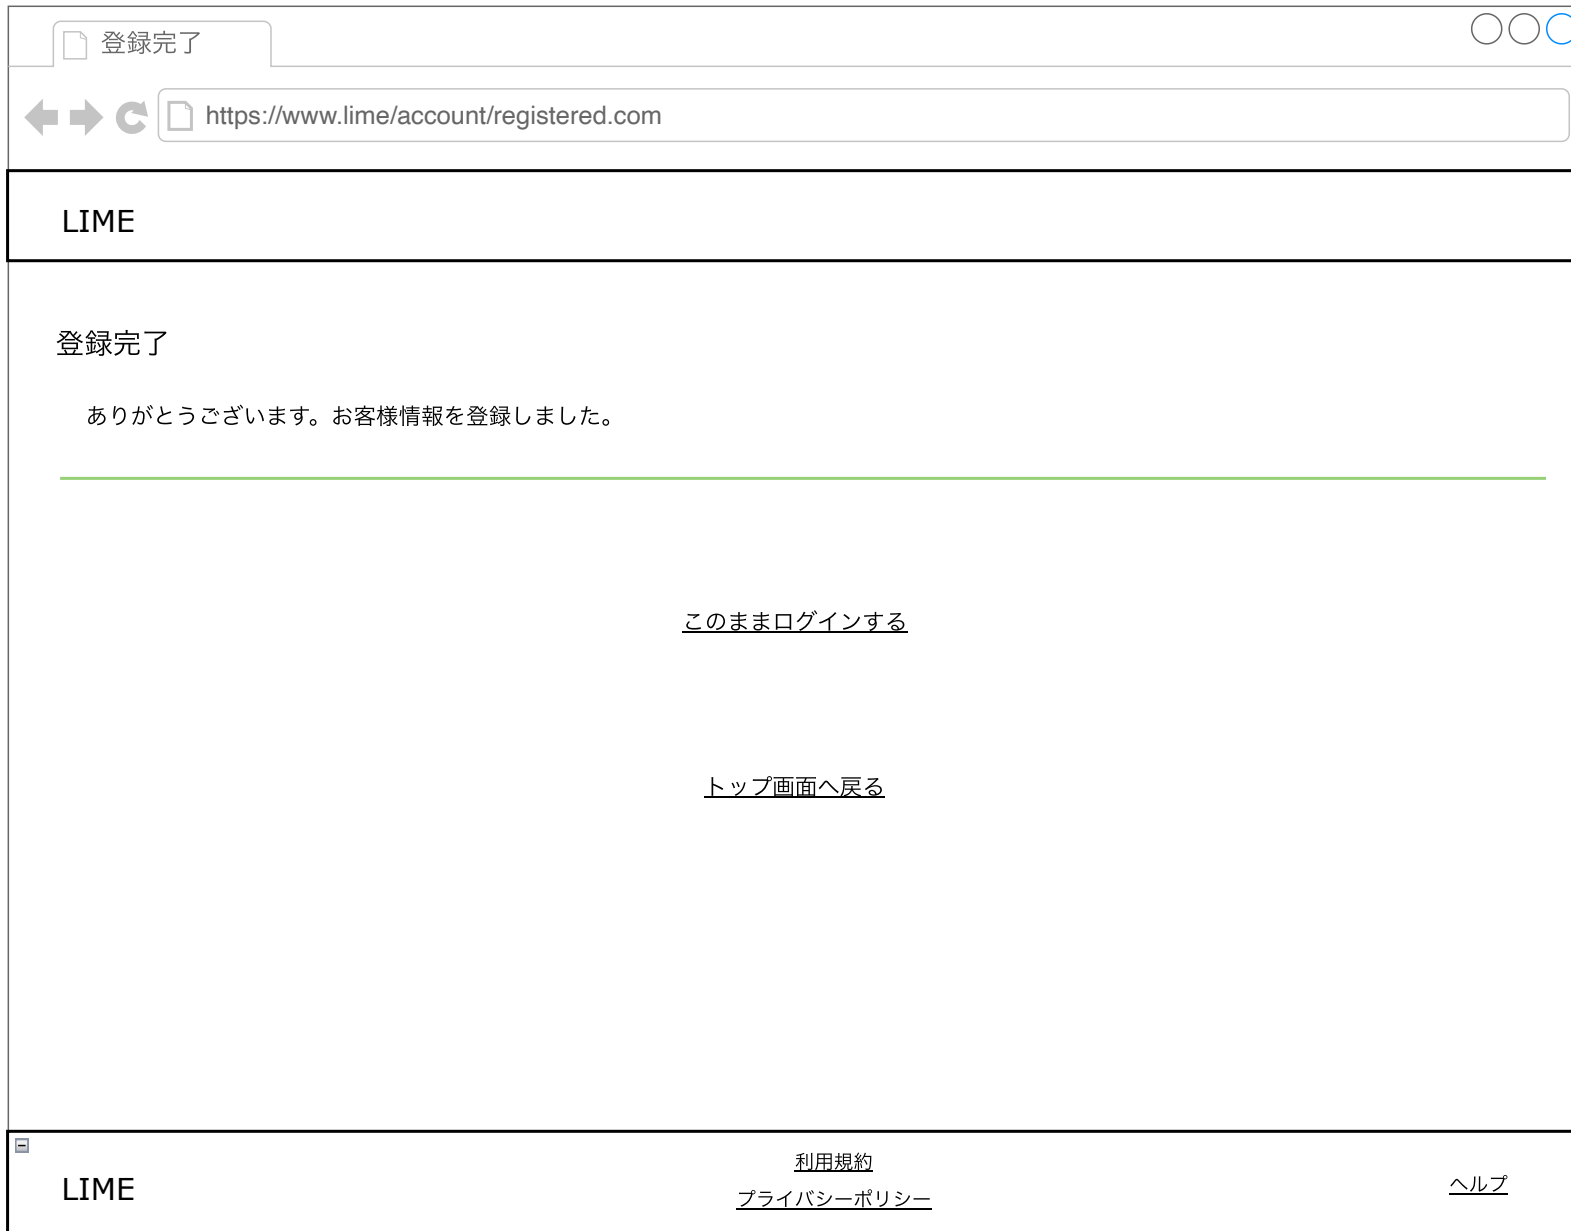 登録完了
https://www.lime/account/registered.com
LIME
登録完了
ありがとうございます。お客様情報を登録しました。
このままログインする
トップ画面へ戻る
LIME
利用規約
プライバシーポリシー
ヘルプ